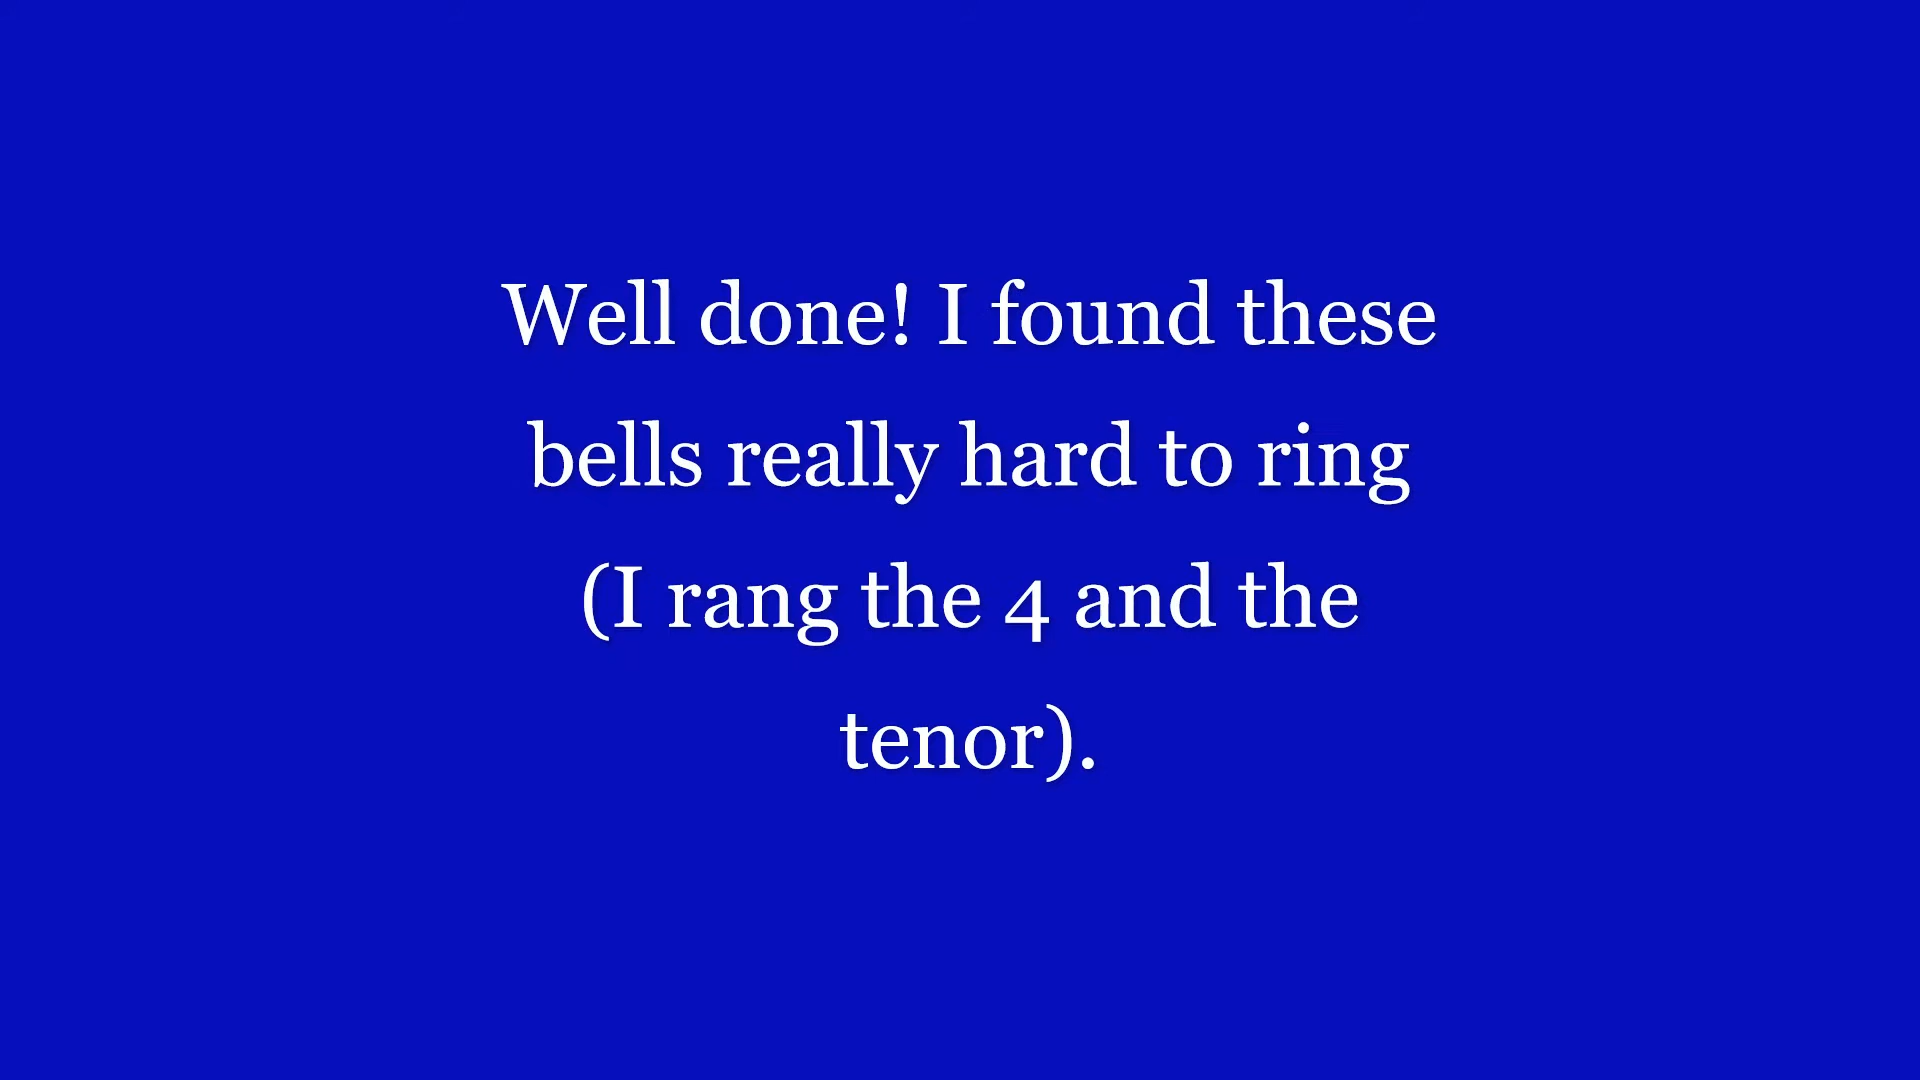 Well done! I found these
bells really hard to ring
(I rang the 4 and the
tenor).